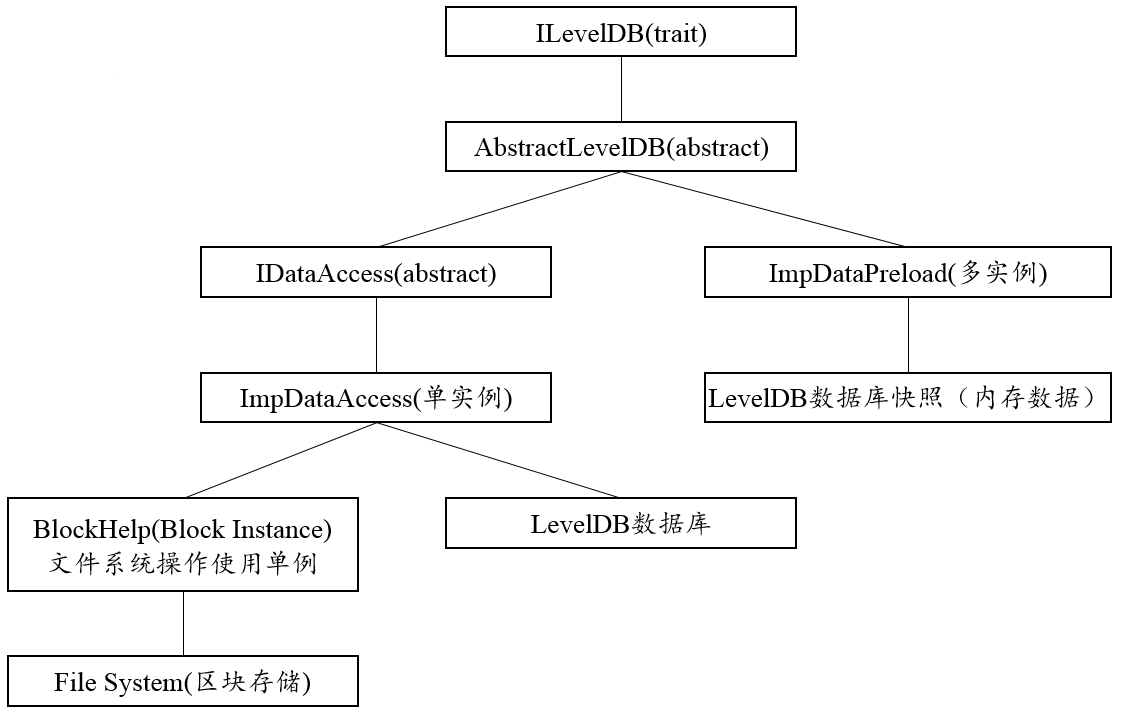 ILevelDB(trait)
AbstractLevelDB(abstract)
IDataAccess(abstract)
ImpDataPreload(多实例)
ImpDataAccess(单实例)
LevelDB数据库快照（内存数据）
BlockHelp(Block Instance)
文件系统操作使用单例
LevelDB数据库
File System(区块存储)